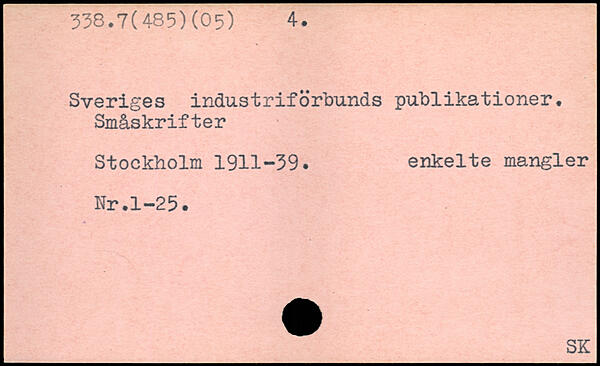 338.7(485)(05) 4.
Sveriges industriförbunds publikationer.
Småskrifter
Stockholm 1911-39. enkelte mangler
Nr.1-25.
SK